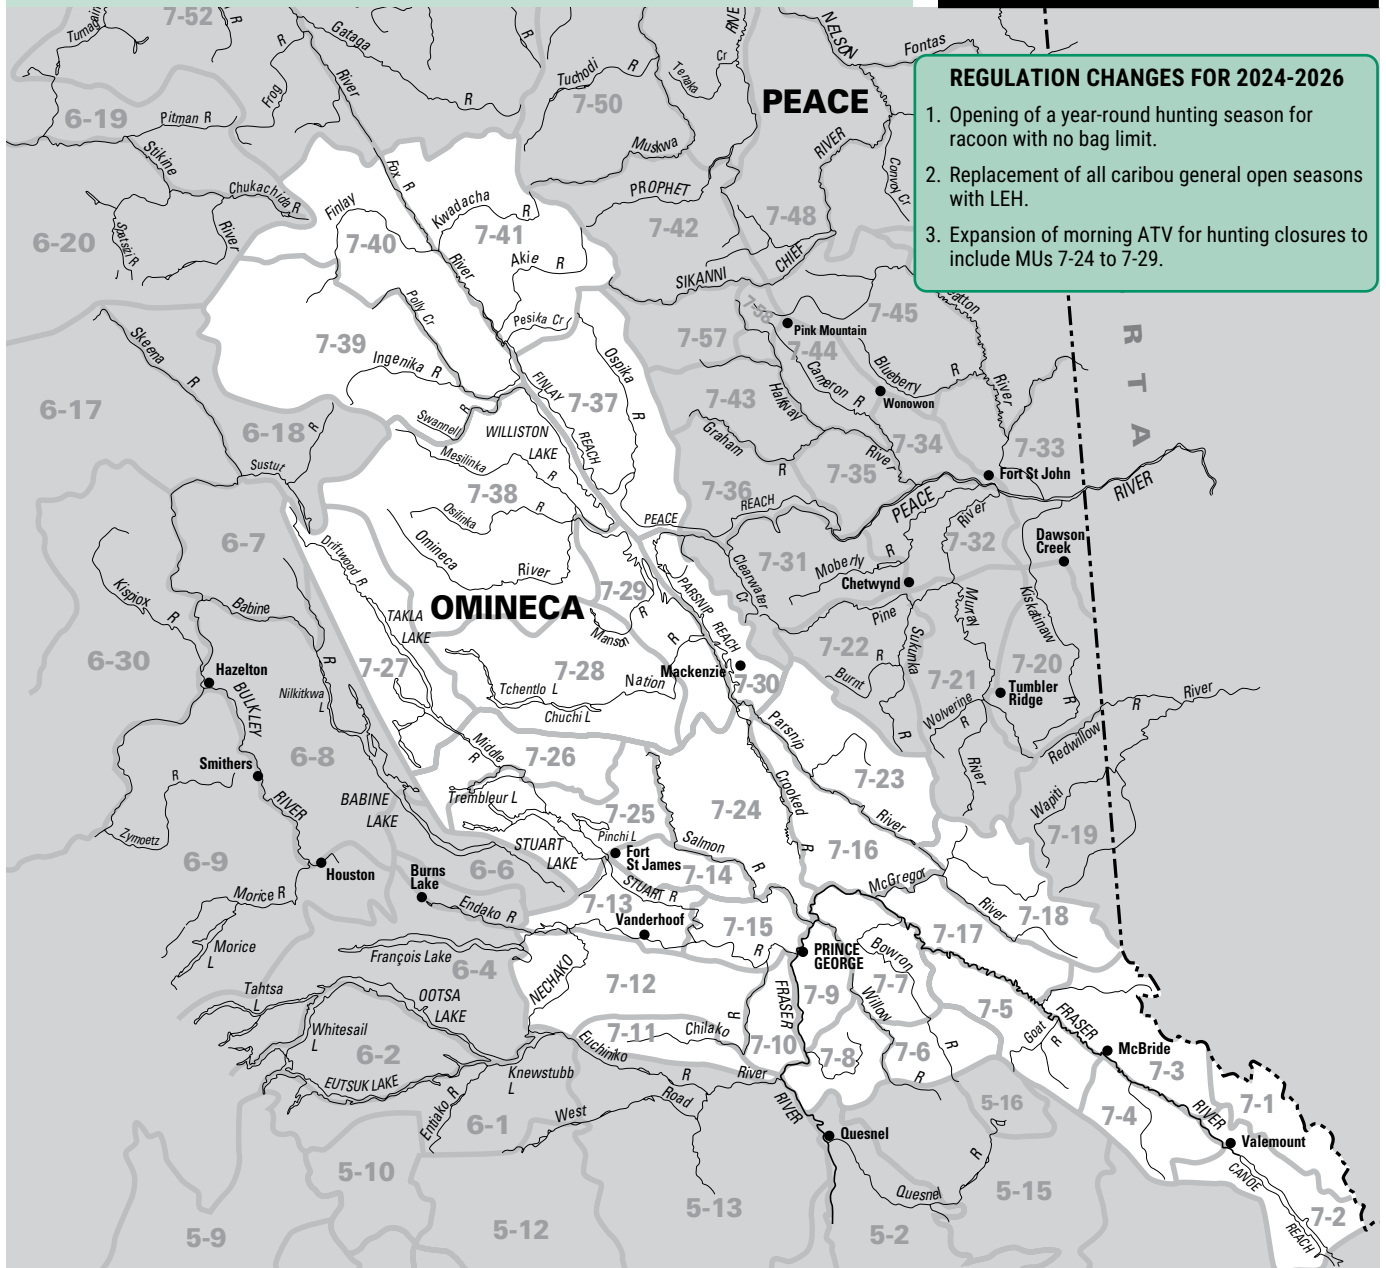 7-52
Tumagin
R
R
Gataga
River
R
Frog
R
6-19
Pitman R
Stikine
Chukachida R
6-20
Spatsizi R
River
Tuchodi
R
7-50
Tenaka
Cr
RIVER
NELSON
Fontas
PEACE
Muskwa
PROPHET
RIVER
Conroy Cr
7-42
7-48
SIKANNI
CHIEF
REGULATION CHANGES FOR 2024-2026
1. Opening of a year-round hunting season for
racoon with no bag limit.
2. Replacement of all caribou general open seasons
with LEH.
3. Expansion of morning ATV for hunting closures to
include MUs 7-24 to 7-29.
Fox R
Finlay
7-40
Kwadacha
R
7-41
Akie
R
River
Polly Cr
Pesika Cr
7-39
Ingenika R
Swannell
R
FINLAY
REACH
7-37
Ospika
R
WILLISTON
LAKE
7-57
7-58
Pink Mountain
7-44
7-45
Beatton
River
Blueberry
R
Cameron
R
Wonowon
7-43
Halfway
River
Graham
R
7-34
7-33
7-35
Fort St John
7-36
REACH
PEACE
PEACE
RIVER
R
T
A
Skeena
R
6-17
6-18
R
Sustut
Mesilinka
R
7-38
Osilinka
R
Omineca
River
OMINECA
7-29
Manson
R
7-28
Tchentlo L
Nation
R
Chuchi L
Mackenzie
PARSNIP
REACH
7-30
7-31
Clearwater
Cr
Moberly
R
Chetwynd
River
7-32
Dawson
Creek
Pine
Kiskatinaw
R
Murray
River
Sukunka
R
7-22
Burnt
R
7-21
7-20
Tumbler
Ridge
Wolverine
R
Redwillow
R
River
Wapiti
7-19
6-7
Driftwood R
TAKLA
LAKE
7-27
Kispiox
R
Babine
R
6-30
Hazelton
BULKLEY
RIVER
Nilkitkwa
L
6-8
Smithers
R
Zymoetz
6-9
BABINE
LAKE
Houston
Morice R
Morice
L
Middle
R
7-26
Trembleur L
7-25
Pinchi L
STUART
LAKE
Fort
St James
7-24
Salmon
R
Crooked
R
Parsnip
River
7-23
7-16
McGregor
River
7-18
7-17
6-6
Burns
Lake
Endako R
7-13
STUART R
7-14
Vanderhoof
7-15
R
PRINCE
GEORGE
François Lake
6-4
NECHAKO
7-12
Tahtsa
L
OOTSA
LAKE
Whitesail
L
6-2
EUTSUK LAKE
Entiako R
Knewstubb
L
7-11
Chilako
R
FRASER
RIVER
7-10
7-9
Bowron
R
7-7
Willow
R
7-5
7-8
7-6
Goat
R
FRASER
RIVER
McBride
7-3
7-4
7-1
Valemount
CANOE
REACH
7-2
Euchiniko
R
River
6-1
West
Road
Quesnel
5-16
R
5-15
Quesnel
5-10
5-9
5-12
5-13
5-2